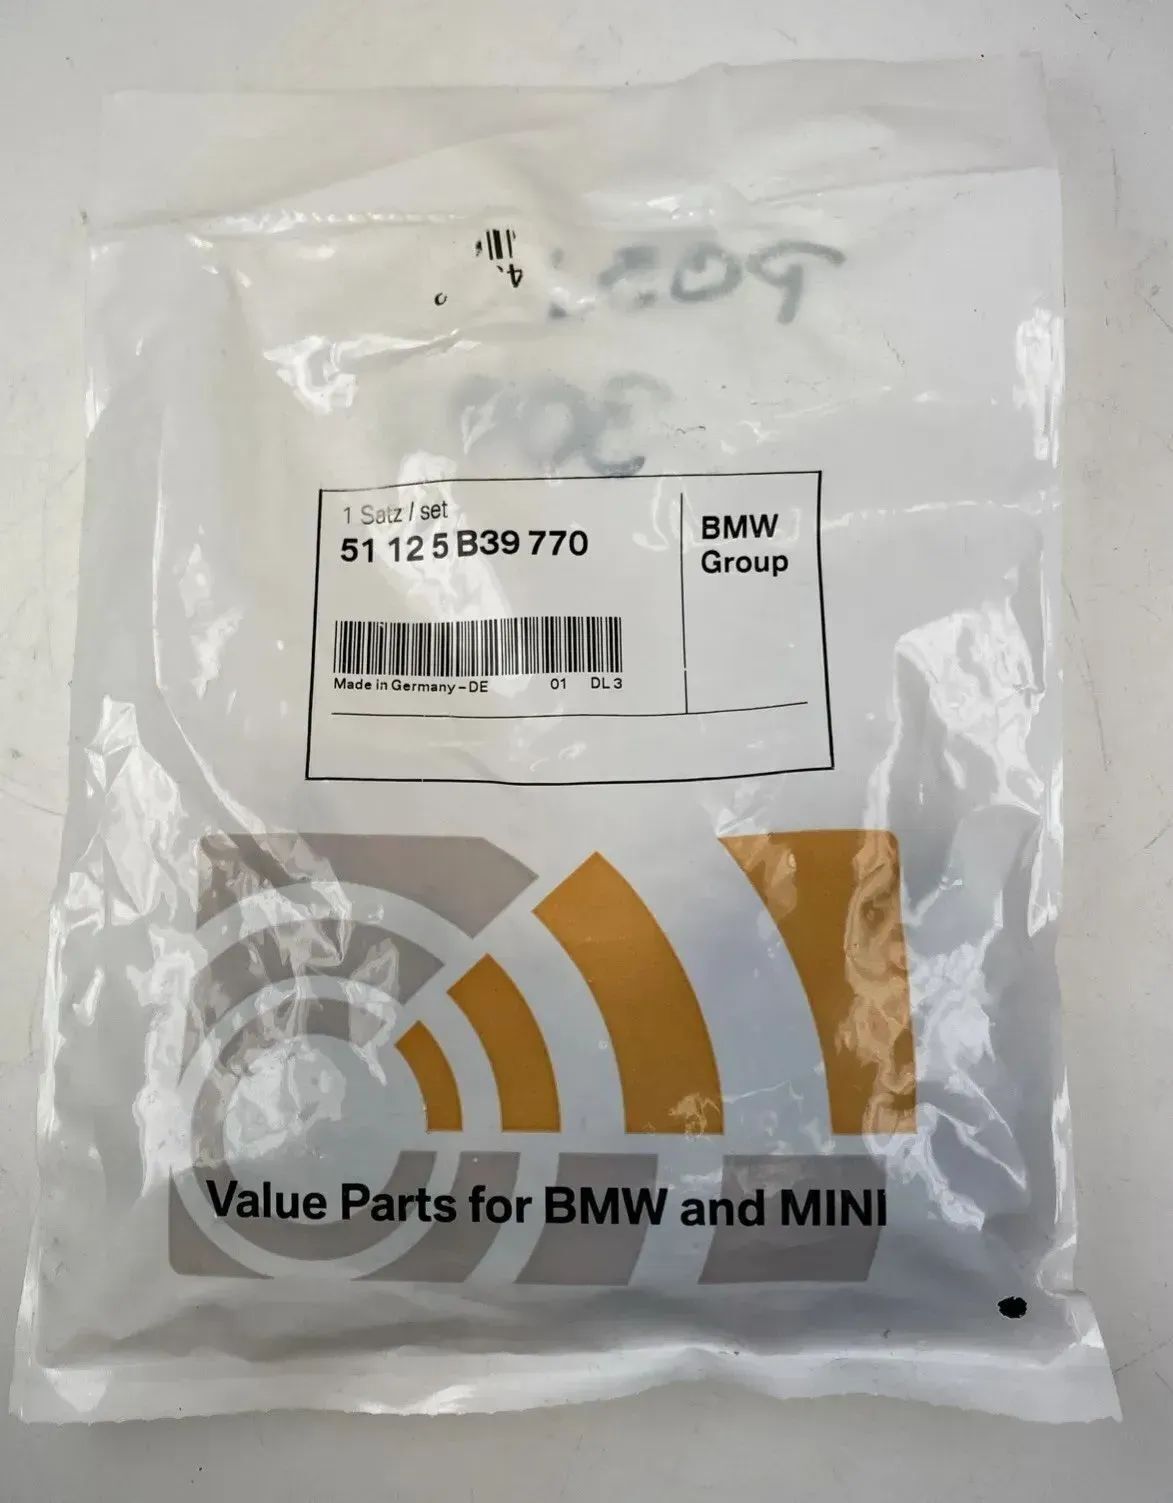 1 Satz / set
51 12 5 B39 770
BMW
Group
Made in Germany – DE 01 DL 3
Value Parts for BMW and MINI